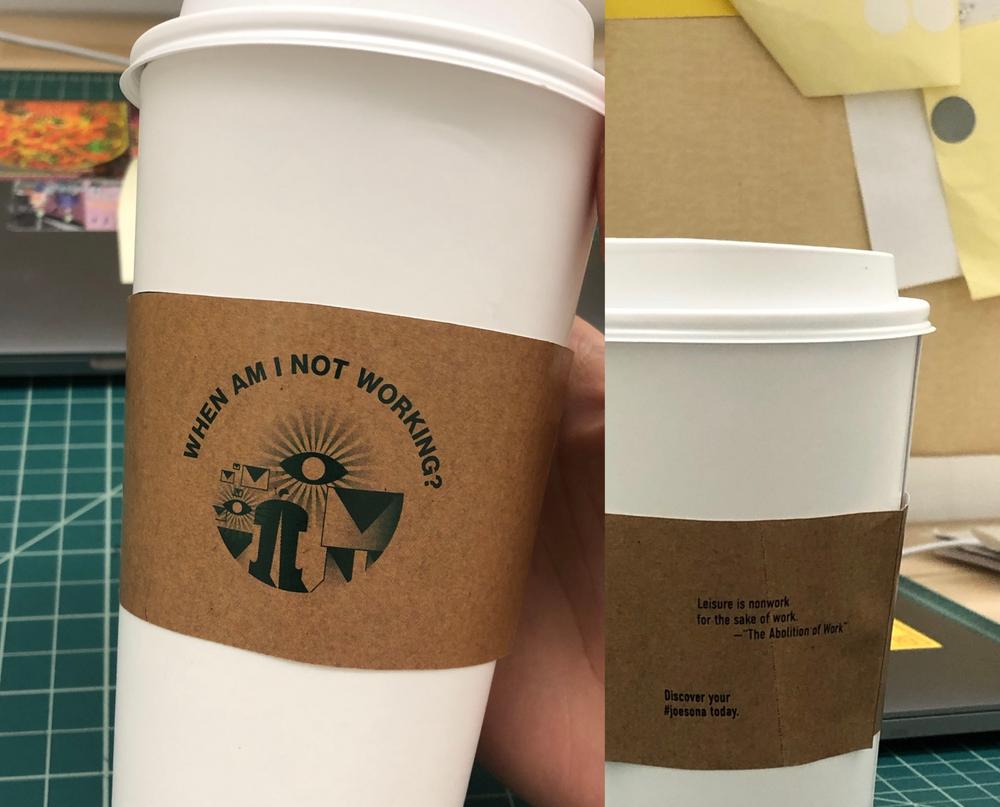 WHEN AM I NOT WORKING?
Leisure is nonwork
for the sake of work.
—"The Abolition of Work"
Discover your
#joesona today.